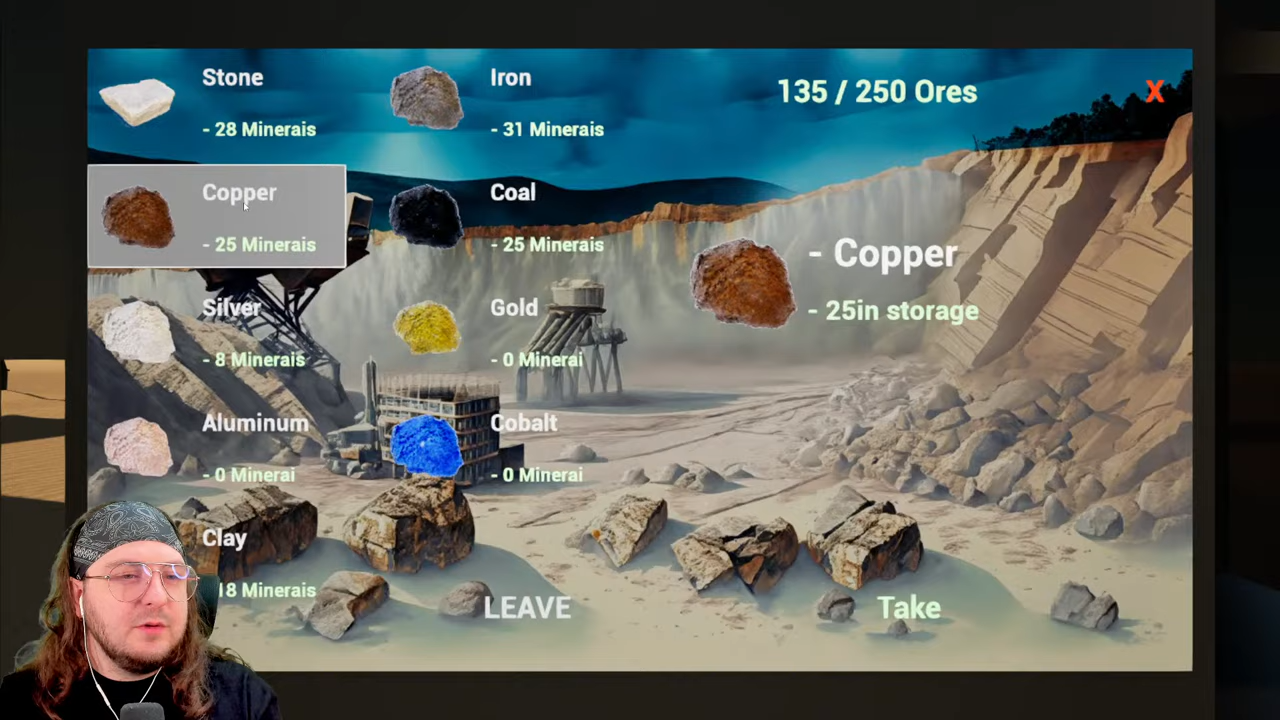 Stone
- 28 Minerais
Iron
- 31 Minerais
135 / 250 Ores
X
Copper
- 25 Minerais
Coal
- 25 Minerais
- Copper
- 25in storage
Silver
- 8 Minerais
Gold
- 0 Minerai
Aluminum
- 0 Minerai
Cobalt
- 0 Minerai
Clay
18 Minerais
LEAVE
Take